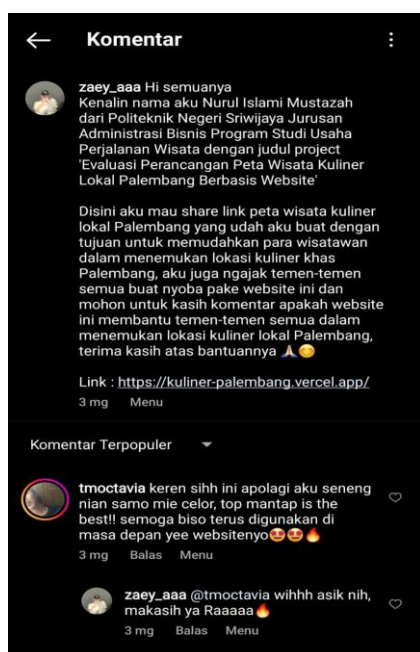 Komentar
zaey_aaa Hi semuanya
Kenalin nama aku Nurul Islami Mustazah
dari Politeknik Negeri Sriwijaya Jurusan
Administrasi Bisnis Program Studi Usaha
Perjalanan Wisata dengan judul project
'Evaluasi Perancangan Peta Wisata Kuliner
Lokal Palembang Berbasis Website'
Disini aku mau share link peta wisata kuliner
lokal Palembang yang udah aku buat dengan
tujuan untuk memudahkan para wisatawan
dalam menemukan lokasi kuliner khas
Palembang, aku juga ngajak temen-temen
semua buat nyoba pake website ini dan
mohon untuk kasih komentar apakah website
ini membantu temen-temen semua dalam
menemukan lokasi kuliner lokal Palembang,
terima kasih atas bantuannya 🙏😊
Link : https://kuliner-palembang.vercel.app/
3 mg Menu
Komentar Terpopuler
tmoctavia keren sihh ini apolagi aku seneng
nian samo mie celor, top mantap is the
best!! semoga biso terus digunakan di
masa depan yee websitenyo😍😍🔥
3 mg Balas Menu
zaey_aaa @tmoctavia wihhh asik nih,
makasih ya Raaaaa🔥
3 mg Balas Menu